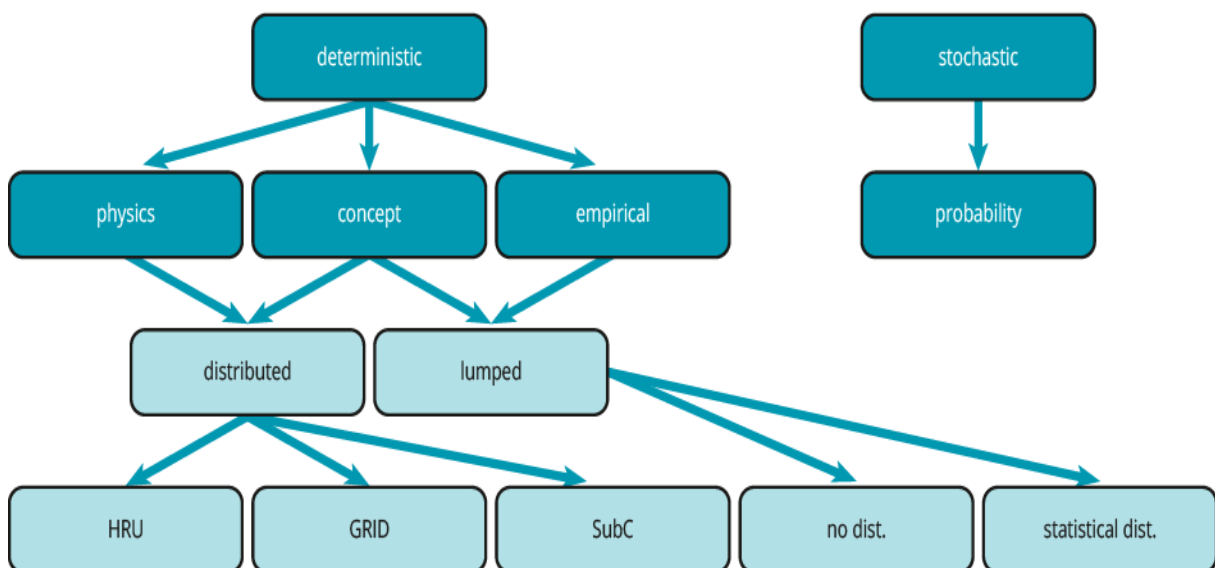 deterministic
stochastic
physics
concept
empirical
probability
distributed
lumped
HRU
GRID
SubC
no dist.
statistical dist.